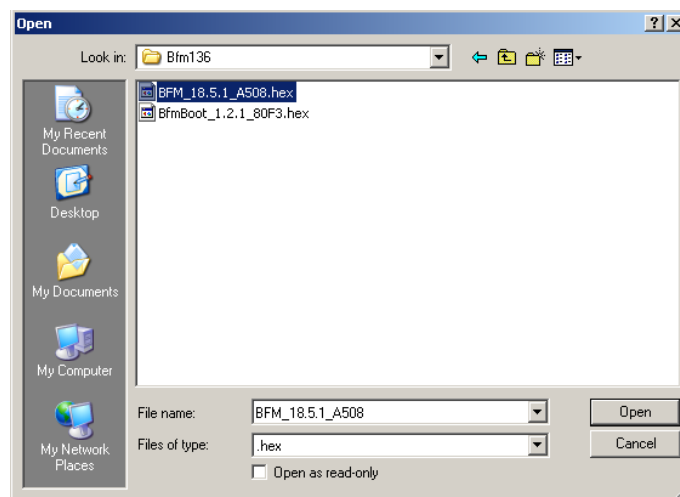 Open
Look in:
Bfm136
BFM_18.5.1_A508.hex
BfmBoot_1.2.1_80F3.hex
My Recent
Documents
Desktop
My Documents
My Computer
My Network
Places
File name:
BFM_18.5.1_A508
Open
Files of type:
.hex
Cancel
Open as read-only